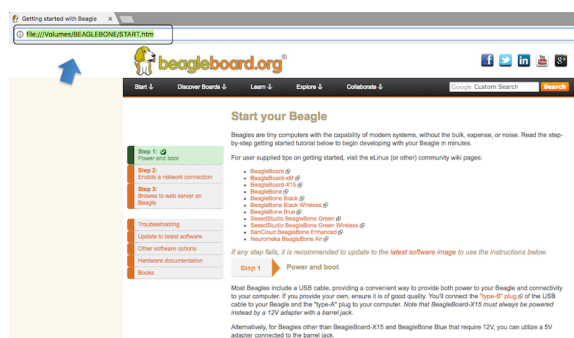 Getting started with Beagle
file:///Volumes/BEAGLEBONE/START.htm
beagleboard.org®
Start
Discover Boards
Learn
Explore
Collaborate
Google Custom Search
Search
Start your Beagle
Beagles are tiny computers with the capability of modern systems, without the bulk, expense, or noise. Read the step-
by-step getting started tutorial below to begin developing with your Beagle in minutes.
Step 1:
Power and boot
Step 2:
Enable a network connection
Step 3:
Browse to web server on
Beagle
Troubleshooting
Update to latest software
Other software options
Hardware documentation
Books
For user supplied tips on getting started, visit the eLinux (or other) community wiki pages:
BeagleBoard
BeagleBoard-xM
BeagleBoard-X15
BeagleBone
BeagleBone Black
BeagleBone Black Wireless
BeagleBone Blue
SeeedStudio BeagleBone Green
SeeedStudio BeagleBone Green Wireless
SanCloud BeagleBone Enhanced
Neuromeka BeagleBone Air
If any step fails, it is recommended to update to the latest software image to use the instructions below.
Step 1
Power and boot
Most Beagles include a USB cable, providing a convenient way to provide both power to your Beagle and connectivity
to your computer. If you provide your own, ensure it is of good quality. You'll connect the "type-B" plug of the USB
cable to your Beagle and the "type-A" plug to your computer. Note that BeagleBoard-X15 must always be powered
instead by a 12V adapter with a barrel jack.
Alternatively, for Beagles other than BeagleBoard-X15 and BeagleBone Blue that require 12V, you can utilize a 5V
adapter connected to the barrel jack.